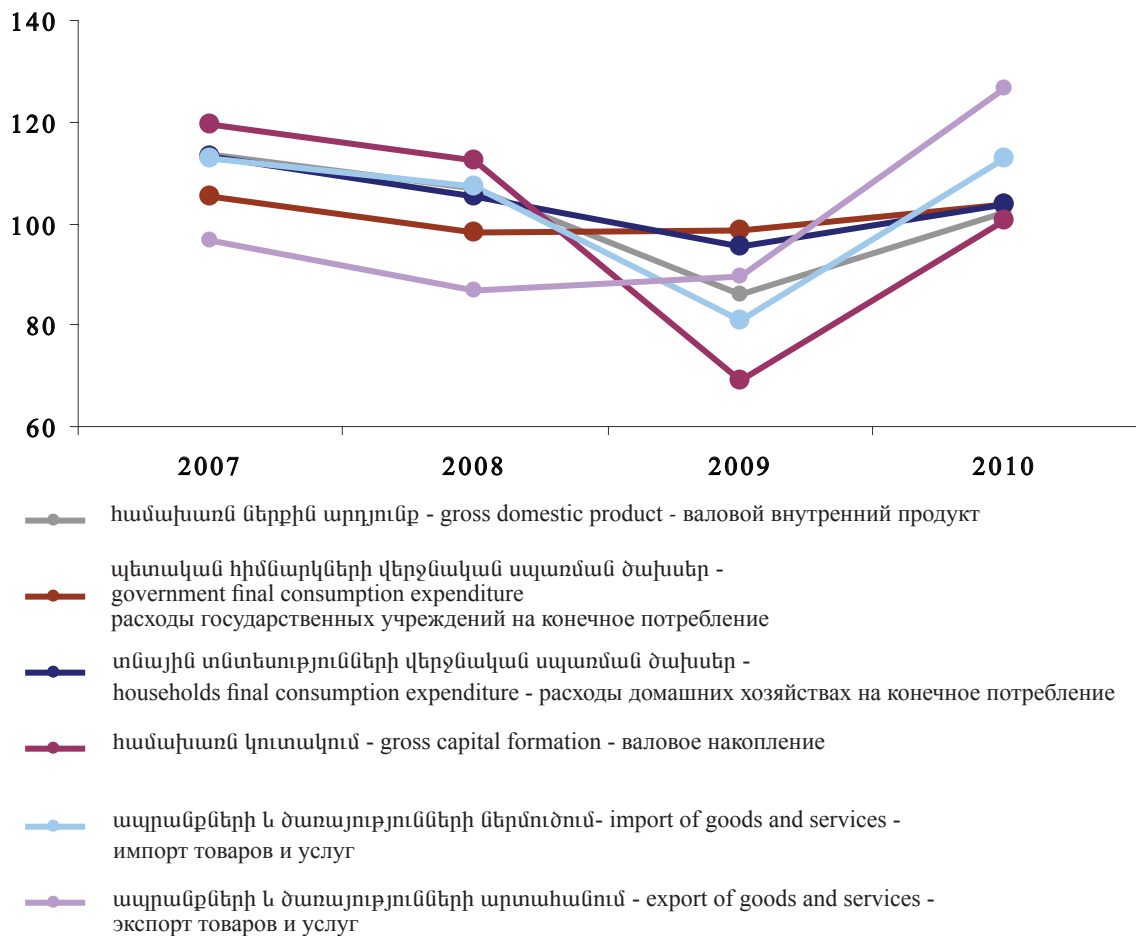 140
120
100
80
60
2007 2008 2009 2010
համախառն ներքին արդյունք - gross domestic product - валовой внутренний продукт
պետական հիմնարկների վերջնական սպառման ծախսեր -
government final consumption expenditure
расходы государственных учреждений на конечное потребление
տնային տնտեսությունների վերջնական սպառման ծախսեր -
households final consumption expenditure - расходы домашних хозяйствах на конечное потребление
համախառն կուտակում - gross capital formation - валовое накопление
ապրանքների և ծառայությունների ներմուծում- import of goods and services -
импорт товаров и услуг
ապրանքների և ծառայությունների արտահանում - export of goods and services -
экспорт товаров и услуг